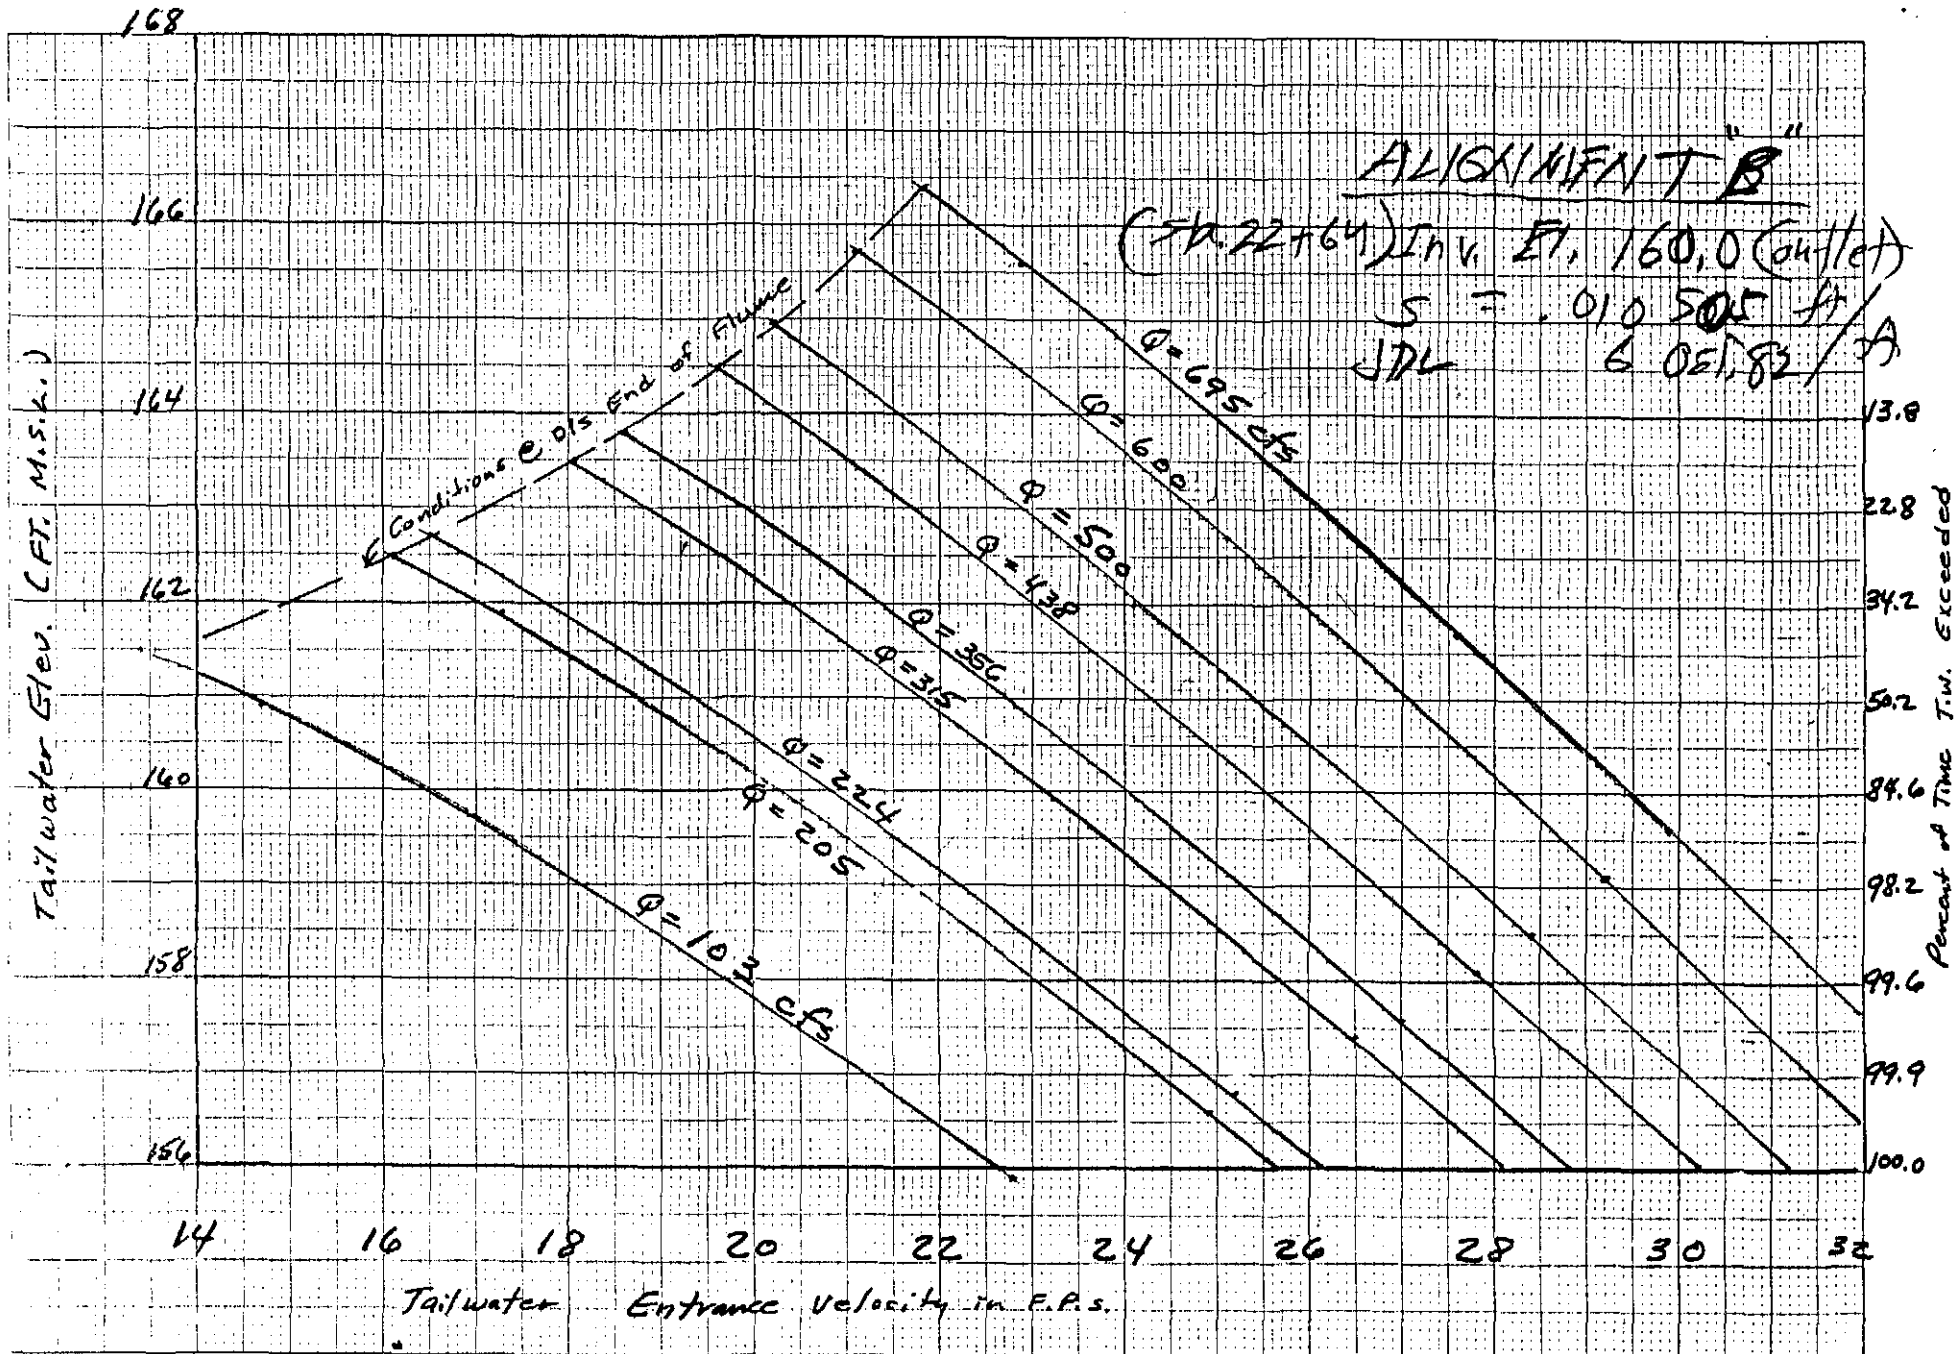 168
166
164
162
160
158
156
Tailwater Elev. (FT. M.S.L.)
ALIGNMENT "B"
(Sta. 22+64) Inv. El. 160.0 (outlet)
S = .010505 ft/ft
JDL 6
Conditions @ D/s End of Flume
Q = 695 cfs
Q = 600
Q = 500
Q = 438
Q = 356
Q = 315
Q = 224
Q = 205
Q = 103 cfs
13.8
22.8
34.2
50.2
84.6
98.2
99.6
99.9
100.0
Percent of Time T.W. Exceeded
14 16 18 20 22 24 26 28 30 32
Tailwater Entrance Velocity in F.P.S.